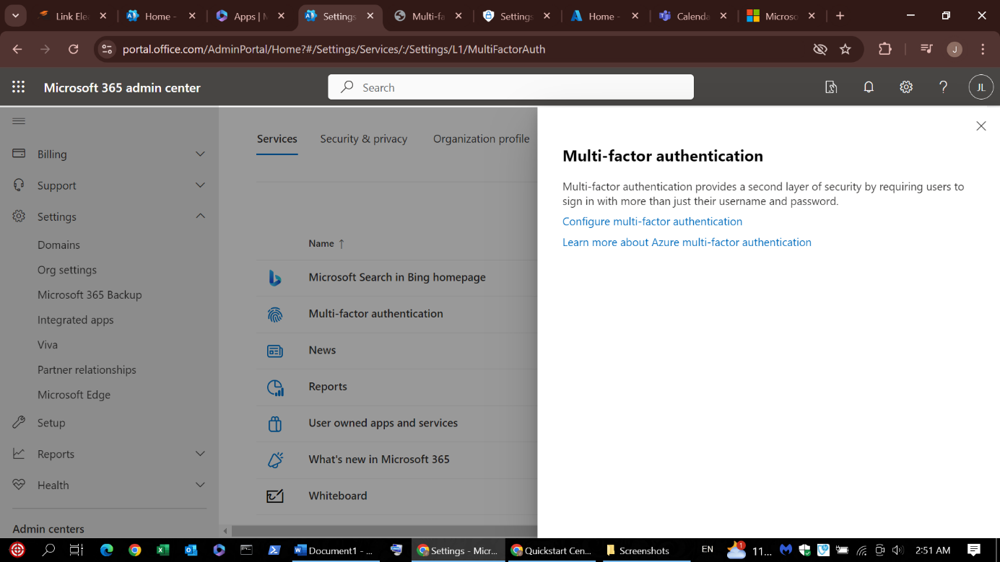 Link Ele
Home -
Apps | M
Settings
Multi-fa
Settings
Home -
Calenda
Microso
portal.office.com/AdminPortal/Home?#/Settings/Services/:/Settings/L1/MultiFactorAuth
J
Microsoft 365 admin center
Search
JL
Billing
Support
Settings
Domains
Org settings
Microsoft 365 Backup
Integrated apps
Viva
Partner relationships
Microsoft Edge
Setup
Reports
Health
Admin centers
Services
Security & privacy
Organization profile
Name ↑
Microsoft Search in Bing homepage
Multi-factor authentication
News
Reports
User owned apps and services
What's new in Microsoft 365
Whiteboard
Multi-factor authentication
Multi-factor authentication provides a second layer of security by requiring users to
sign in with more than just their username and password.
Configure multi-factor authentication
Learn more about Azure multi-factor authentication
Document1 - ...
Settings - Micr...
Quickstart Cen...
Screenshots
EN
1
11...
2:51 AM